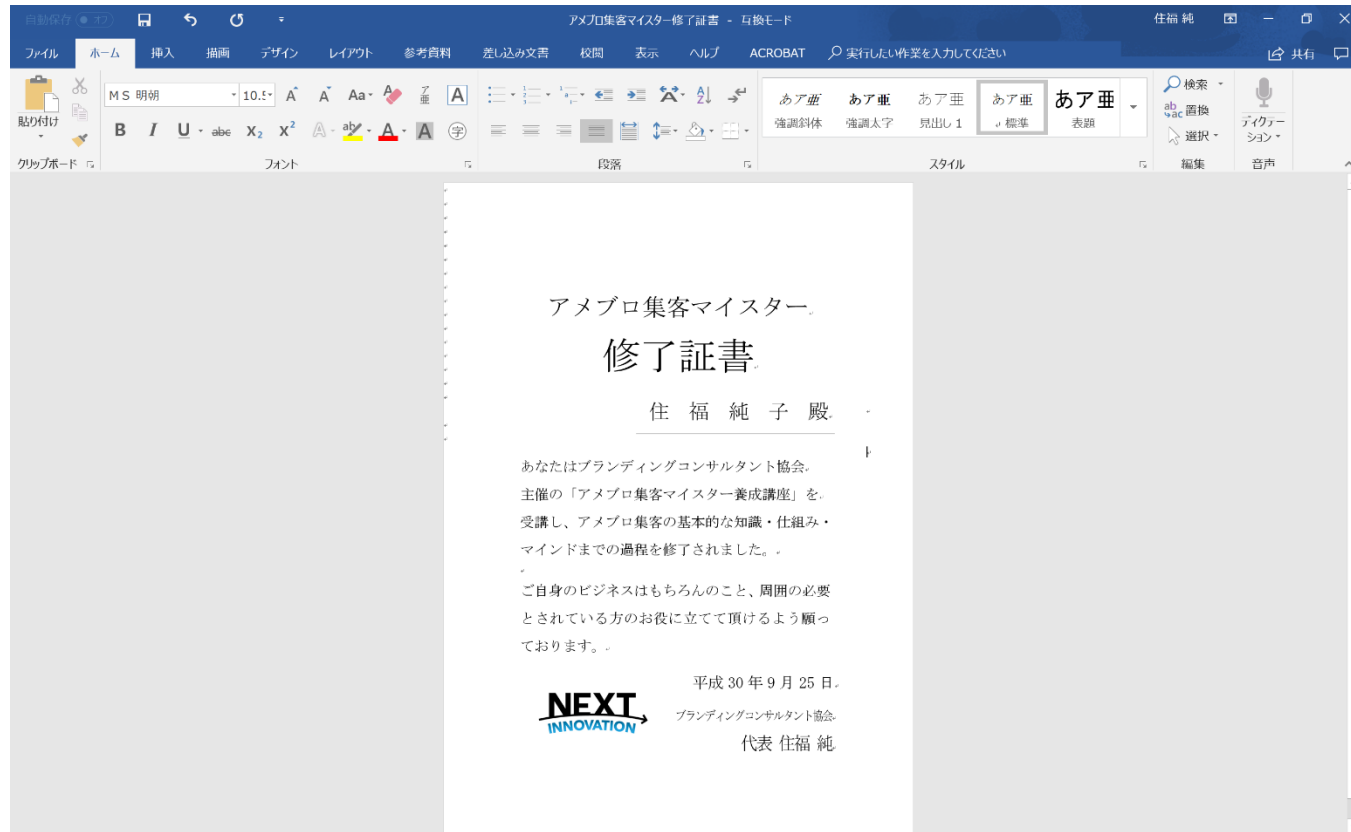 自動保存 オフ アメブロ集客マイスター修了証書 - 互換モード 住福 純
ファイル ホーム 挿入 描画 デザイン レイアウト 参考資料 差し込み文書 校閲 表示 ヘルプ ACROBAT 実行したい作業を入力してください 共有
MS 明朝 10.5 A A Aa ア亜 A あア亜 あア亜 あア亜 あア亜 あア亜 検索
貼り付け B I U abc X₂ X² A aby A A 字 強調斜体 強調太字 見出し 1 標準 表題 置換
ディクテーション
選択
クリップボード フォント 段落 スタイル 編集 音声
アメブロ集客マイスター
修了証書
住 福 純 子 殿
あなたはブランディングコンサルタント協会
主催の「アメブロ集客マイスター養成講座」を
受講し、アメブロ集客の基本的な知識・仕組み・
マインドまでの過程を修了されました。
ご自身のビジネスはもちろんのこと、周囲の必要
とされている方のお役に立てて頂けるよう願っ
ております。
平成 30 年 9 月 25 日
NEXT
INNOVATION
ブランディングコンサルタント協会
代表 住福 純